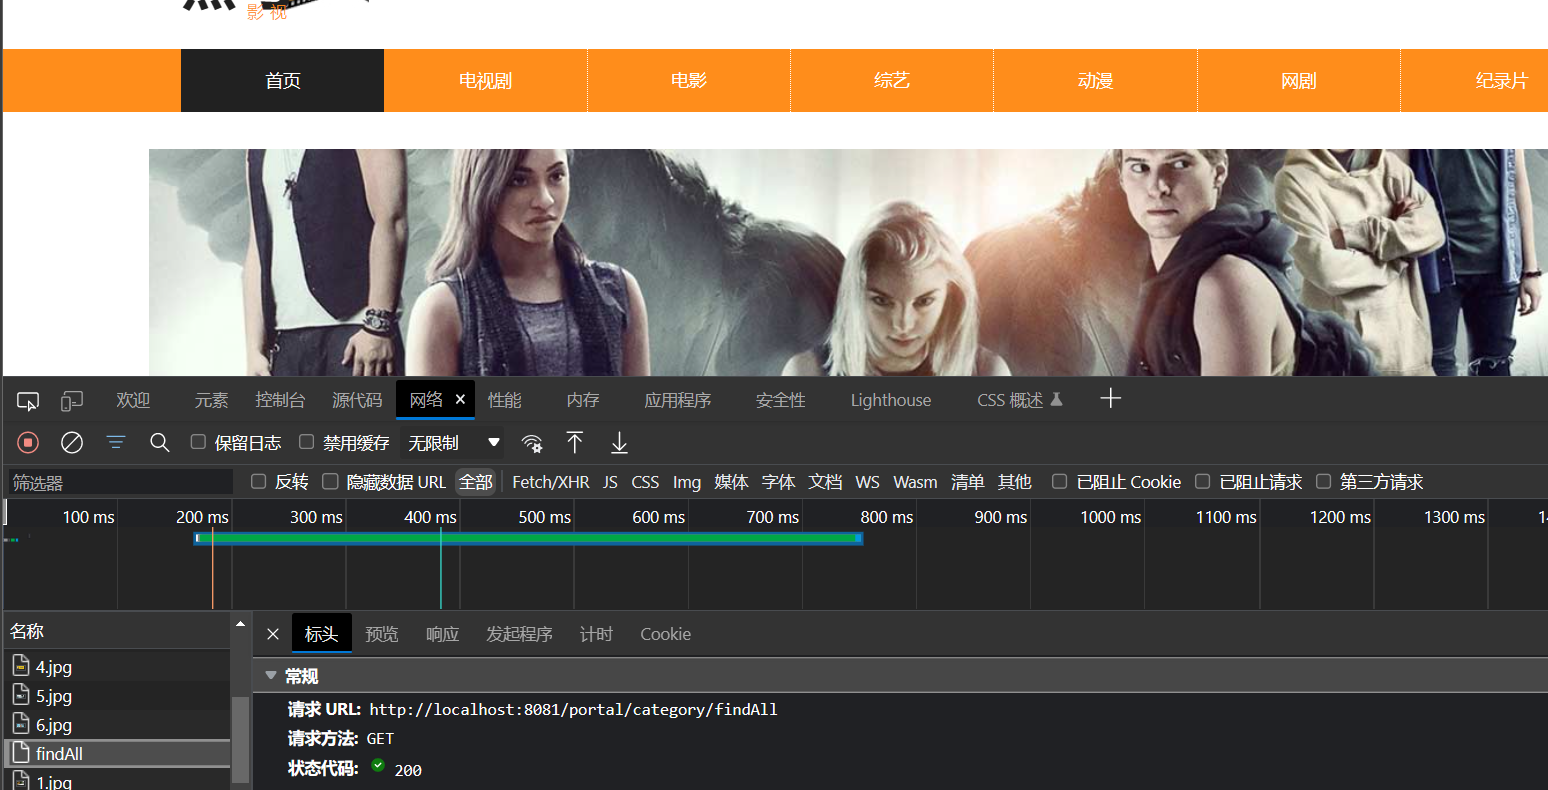 影 视
首页 电视剧 电影 综艺 动漫 网剧 纪录片
欢迎 元素 控制台 源代码 网络 性能 内存 应用程序 安全性 Lighthouse CSS 概述
保留日志 禁用缓存 无限制
筛选器 反转 隐藏数据 URL 全部 Fetch/XHR JS CSS Img 媒体 字体 文档 WS Wasm 清单 其他 已阻止 Cookie 已阻止请求 第三方请求
100 ms 200 ms 300 ms 400 ms 500 ms 600 ms 700 ms 800 ms 900 ms 1000 ms 1100 ms 1200 ms 1300 ms
名称 标头 预览 响应 发起程序 计时 Cookie
4.jpg
常规
5.jpg
请求 URL: http://localhost:8081/portal/category/findAll
6.jpg
请求方法: GET
findAll
状态代码: 200
1.jpg